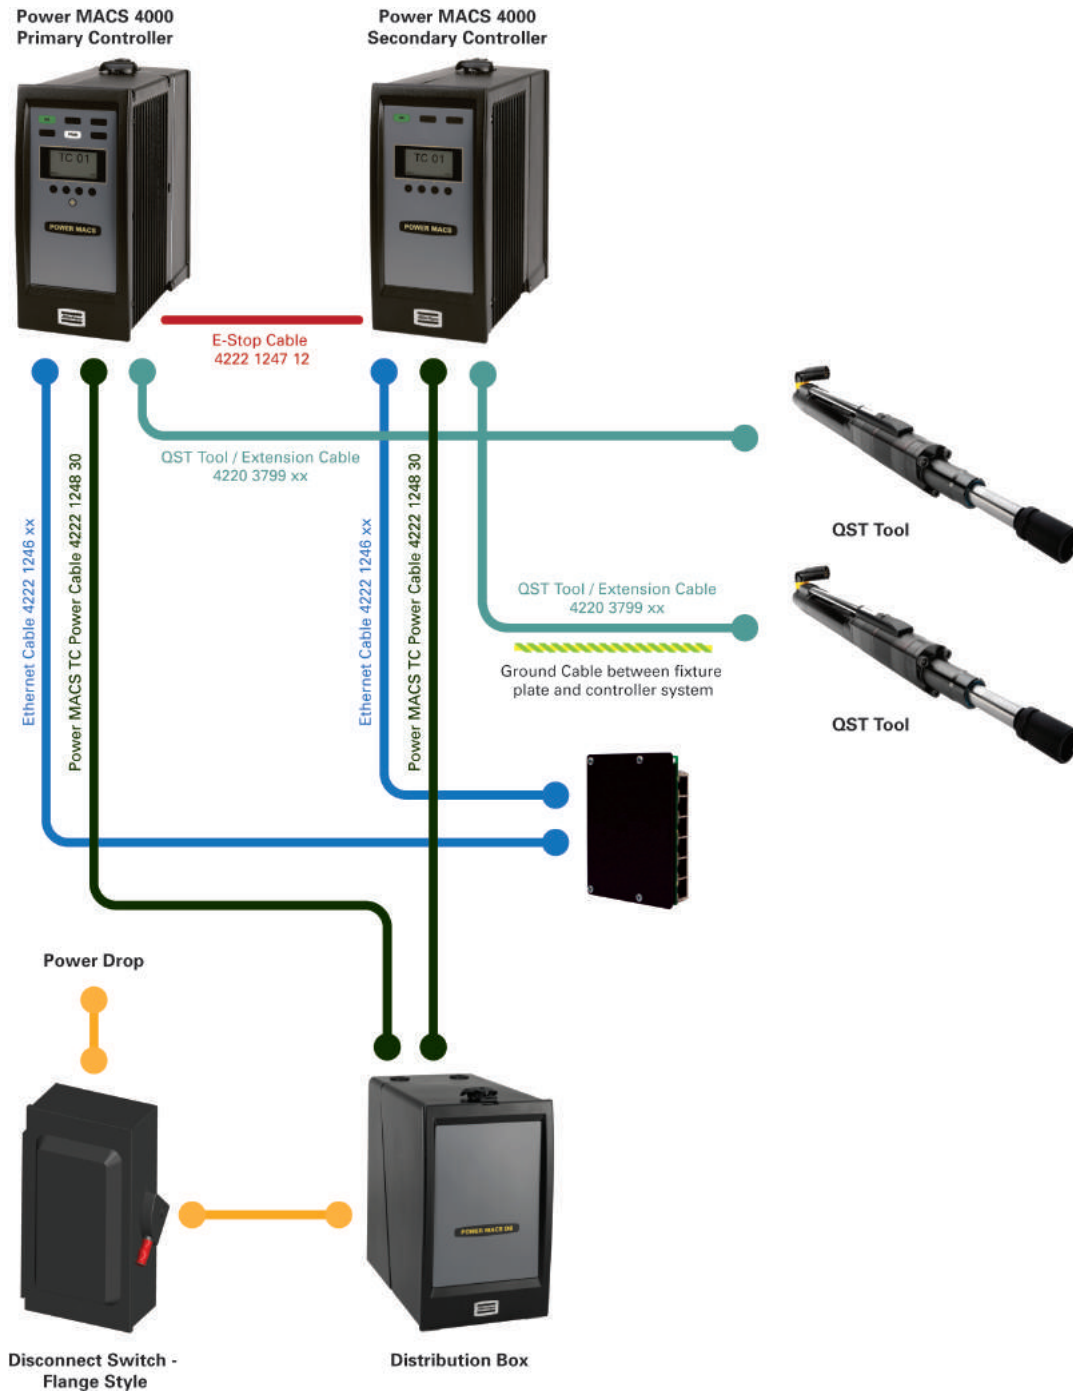 Power MACS 4000
Primary Controller
Power MACS 4000
Secondary Controller
TC 01
POWER MACS
TC 01
POWER MACS
E-Stop Cable
4222 1247 12
QST Tool / Extension Cable
4220 3799 xx
Ethernet Cable 4222 1246 xx
Power MACS TC Power Cable 4222 1248 30
Ethernet Cable 4222 1246 xx
Power MACS TC Power Cable 4222 1248 30
QST Tool
QST Tool / Extension Cable
4220 3799 xx
Ground Cable between fixture
plate and controller system
QST Tool
Power Drop
POWER MACS DB
Disconnect Switch -
Flange Style
Distribution Box